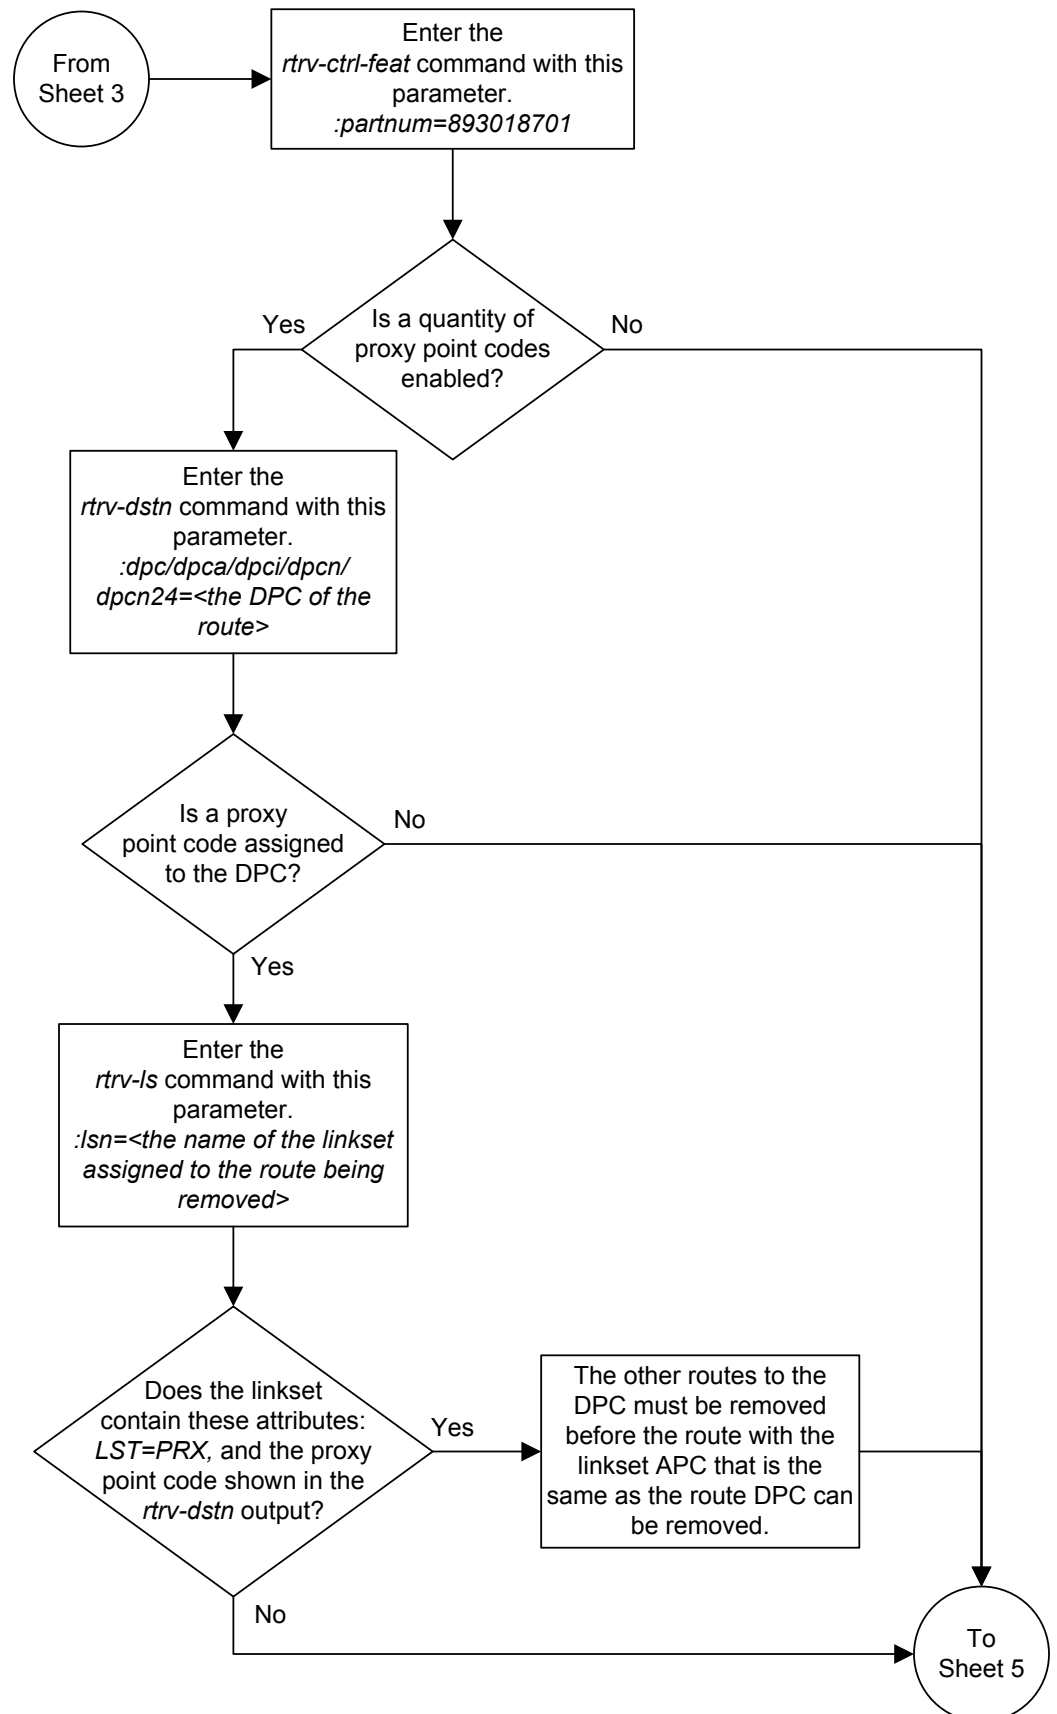 From
Sheet 3
Enter the
rtrv-ctrl-feat command with this
parameter.
:partnum=893018701
Is a quantity of
proxy point codes
enabled?
Yes
No
Enter the
rtrv-dstn command with this
parameter.
:dpc/dpca/dpci/dpcn/
dpcn24=<the DPC of the
route>
Is a proxy
point code assigned
to the DPC?
No
Yes
Enter the
rtrv-ls command with this
parameter.
:lsn=<the name of the linkset
assigned to the route being
removed>
Does the linkset
contain these attributes:
LST=PRX, and the proxy
point code shown in the
rtrv-dstn output?
Yes
The other routes to the
DPC must be removed
before the route with the
linkset APC that is the
same as the route DPC can
be removed.
No
To
Sheet 5